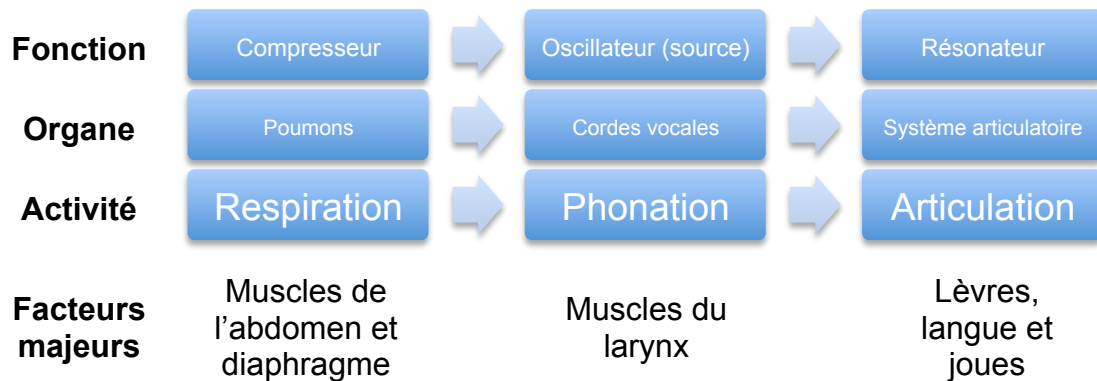 Fonction Compresseur Oscillateur (source) Résonateur
Organe Poumons Cordes vocales Système articulatoire
Activité Respiration Phonation Articulation
Facteurs majeurs
Muscles de
l'abdomen et
diaphragme
Muscles du
larynx
Lèvres,
langue et
joues